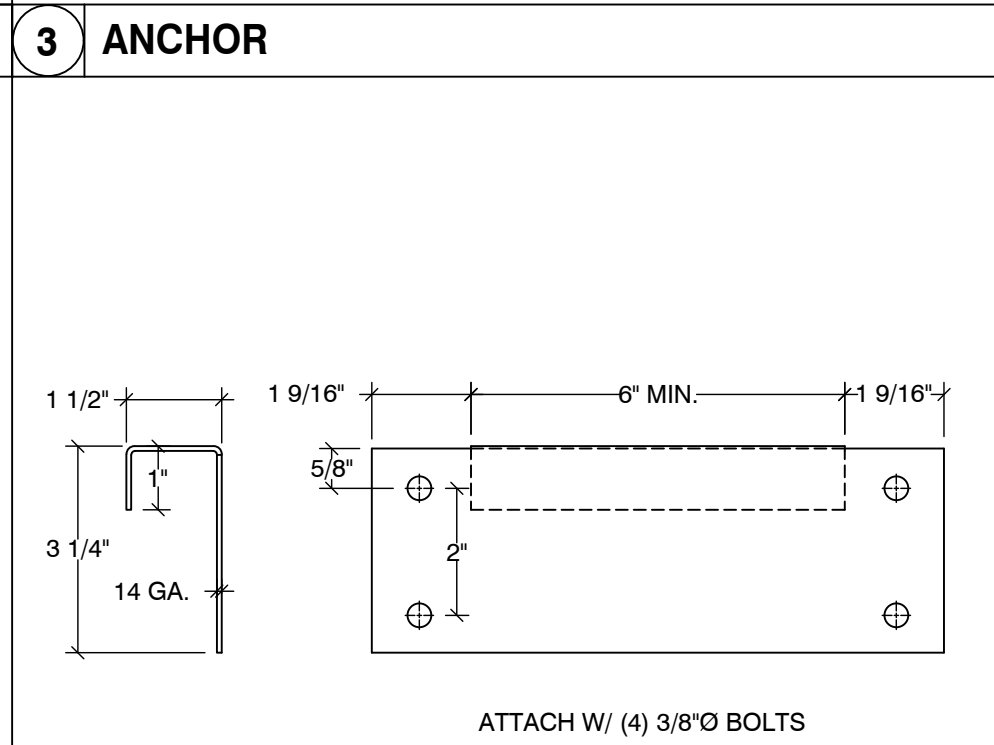 3 ANCHOR
1 1/2" 1 9/16" 6" MIN. 1 9/16"
1" 5/8"
3 1/4" 2"
14 GA.
ATTACH W/ (4) 3/8"Ø BOLTS